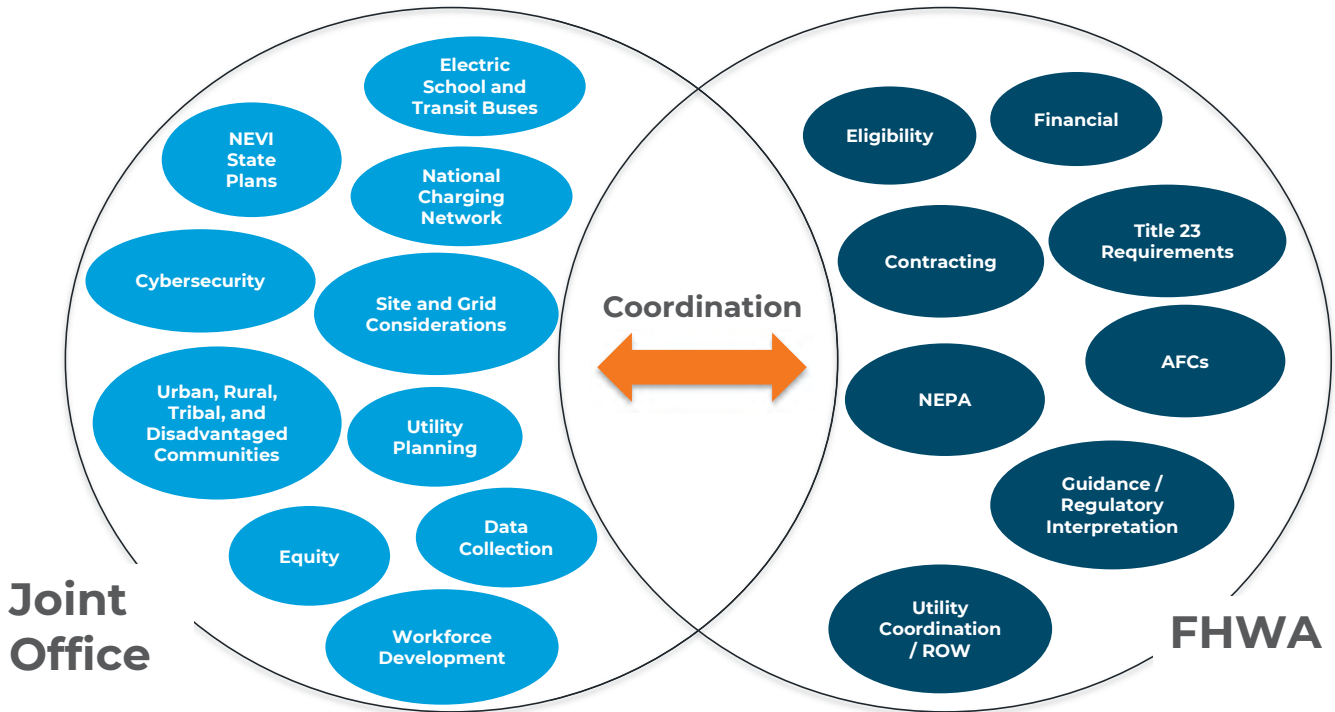 Electric
School and
Transit Buses
NEVI
State
Plans
National
Charging
Network
Cybersecurity
Site and Grid
Considerations
Urban, Rural,
Tribal, and
Disadvantaged
Communities
Utility
Planning
Equity
Data
Collection
Workforce
Development
Joint
Office
Coordination
Eligibility
Financial
Contracting
Title 23
Requirements
NEPA
AFCs
Guidance /
Regulatory
Interpretation
Utility
Coordination
/ ROW
FHWA